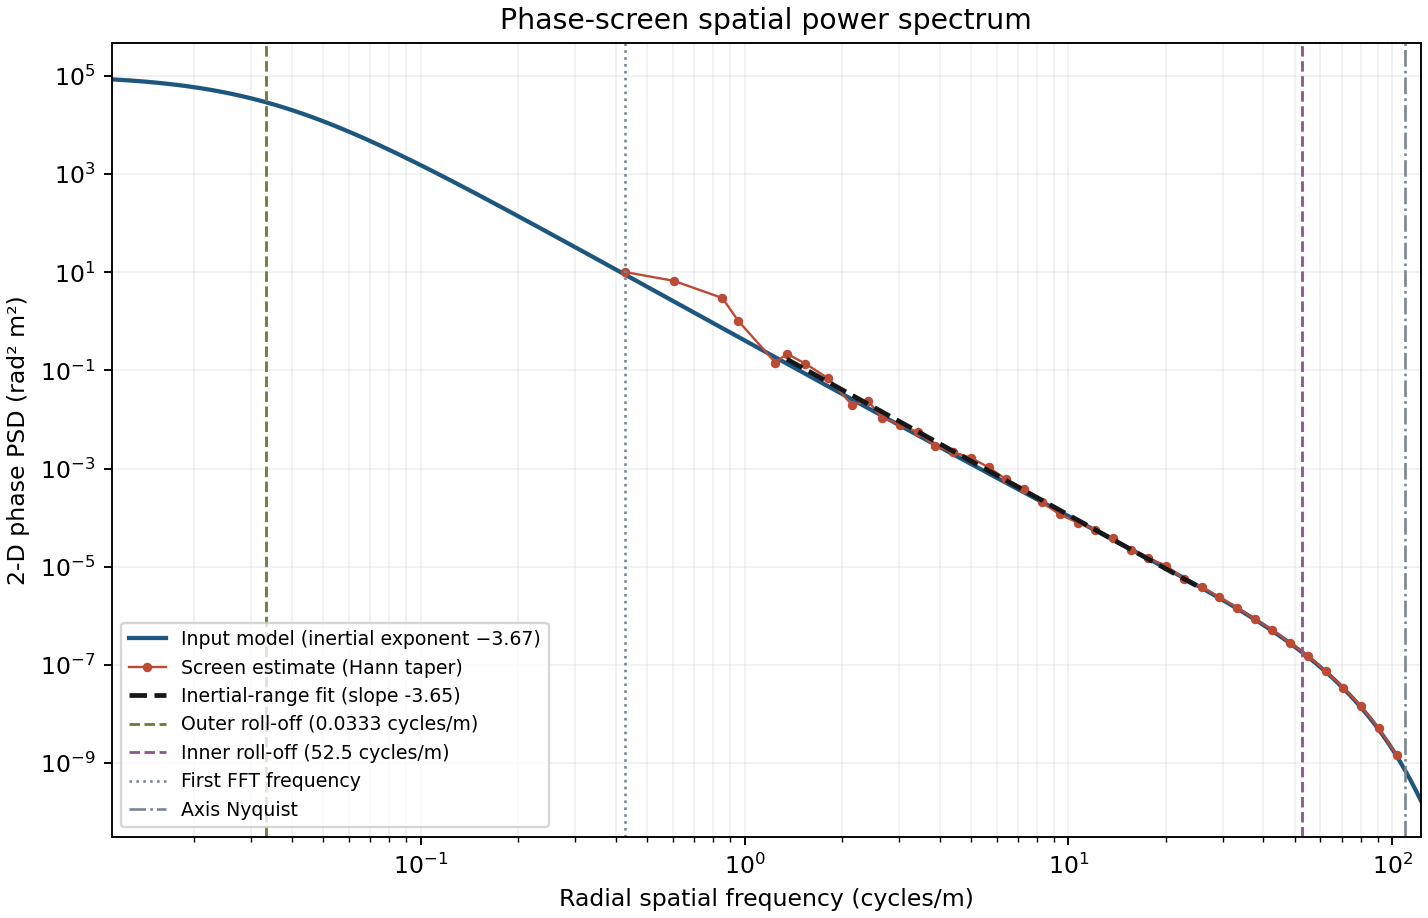 Phase-screen spatial power spectrum
10⁵
10³
10¹
10⁻¹
10⁻³
10⁻⁵
10⁻⁷
10⁻⁹
2-D phase PSD (rad² m²)
Input model (inertial exponent −3.67)
Screen estimate (Hann taper)
Inertial-range fit (slope -3.65)
Outer roll-off (0.0333 cycles/m)
Inner roll-off (52.5 cycles/m)
First FFT frequency
Axis Nyquist
10⁻¹ 10⁰ 10¹ 10²
Radial spatial frequency (cycles/m)